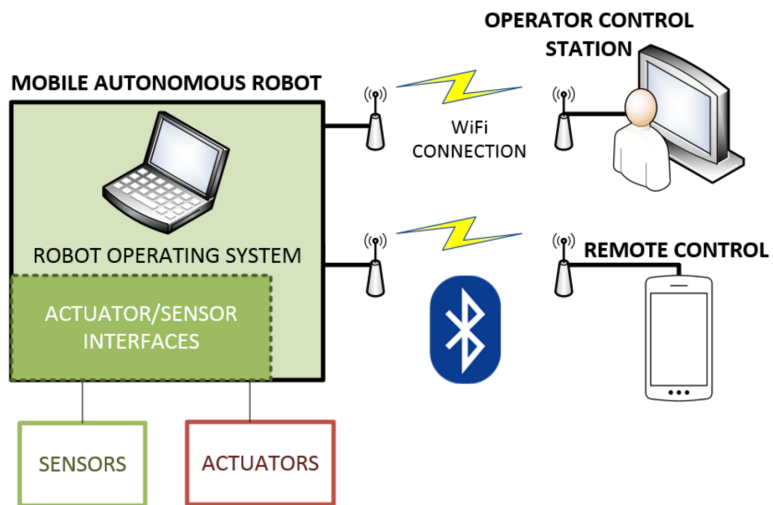 OPERATOR CONTROL
STATION
MOBILE AUTONOMOUS ROBOT
WiFi
CONNECTION
ROBOT OPERATING SYSTEM
REMOTE CONTROL
ACTUATOR/SENSOR
INTERFACES
SENSORS
ACTUATORS